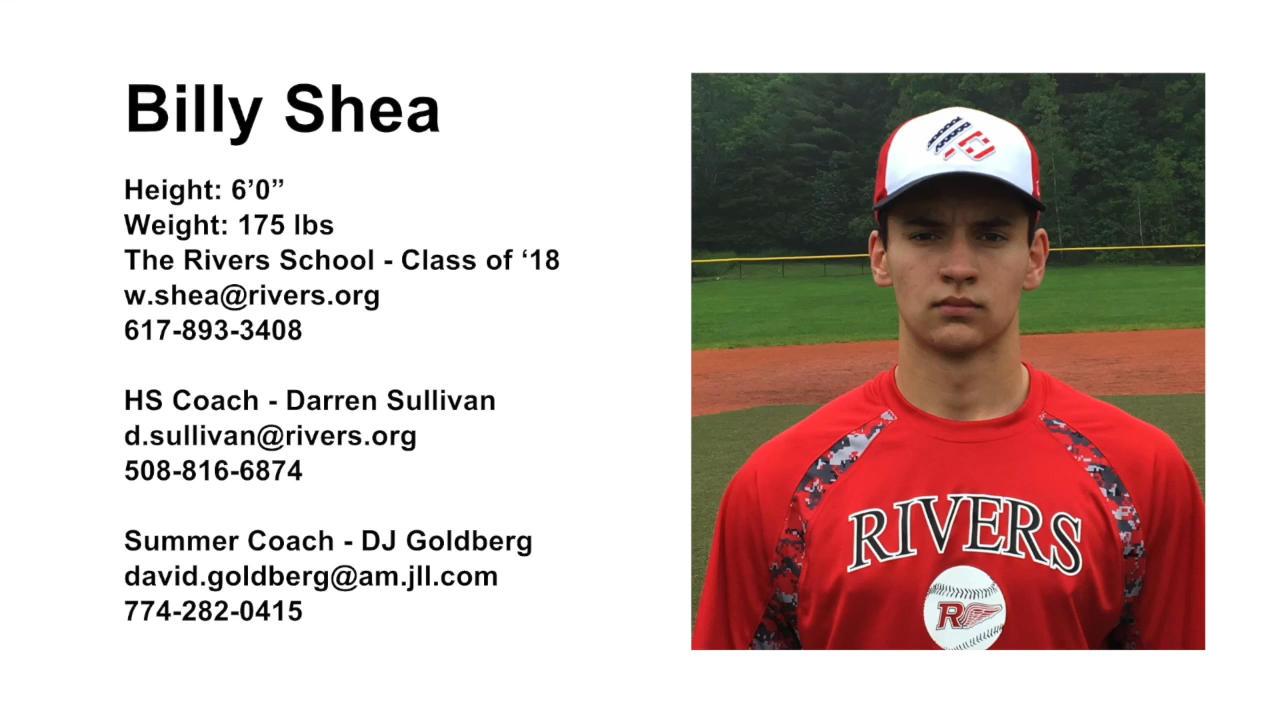 Billy Shea
Height: 6’0”
Weight: 175 lbs
The Rivers School - Class of ‘18
w.shea@rivers.org
617-893-3408
HS Coach - Darren Sullivan
d.sullivan@rivers.org
508-816-6874
Summer Coach - DJ Goldberg
david.goldberg@am.jll.com
774-282-0415
RIVERS
R